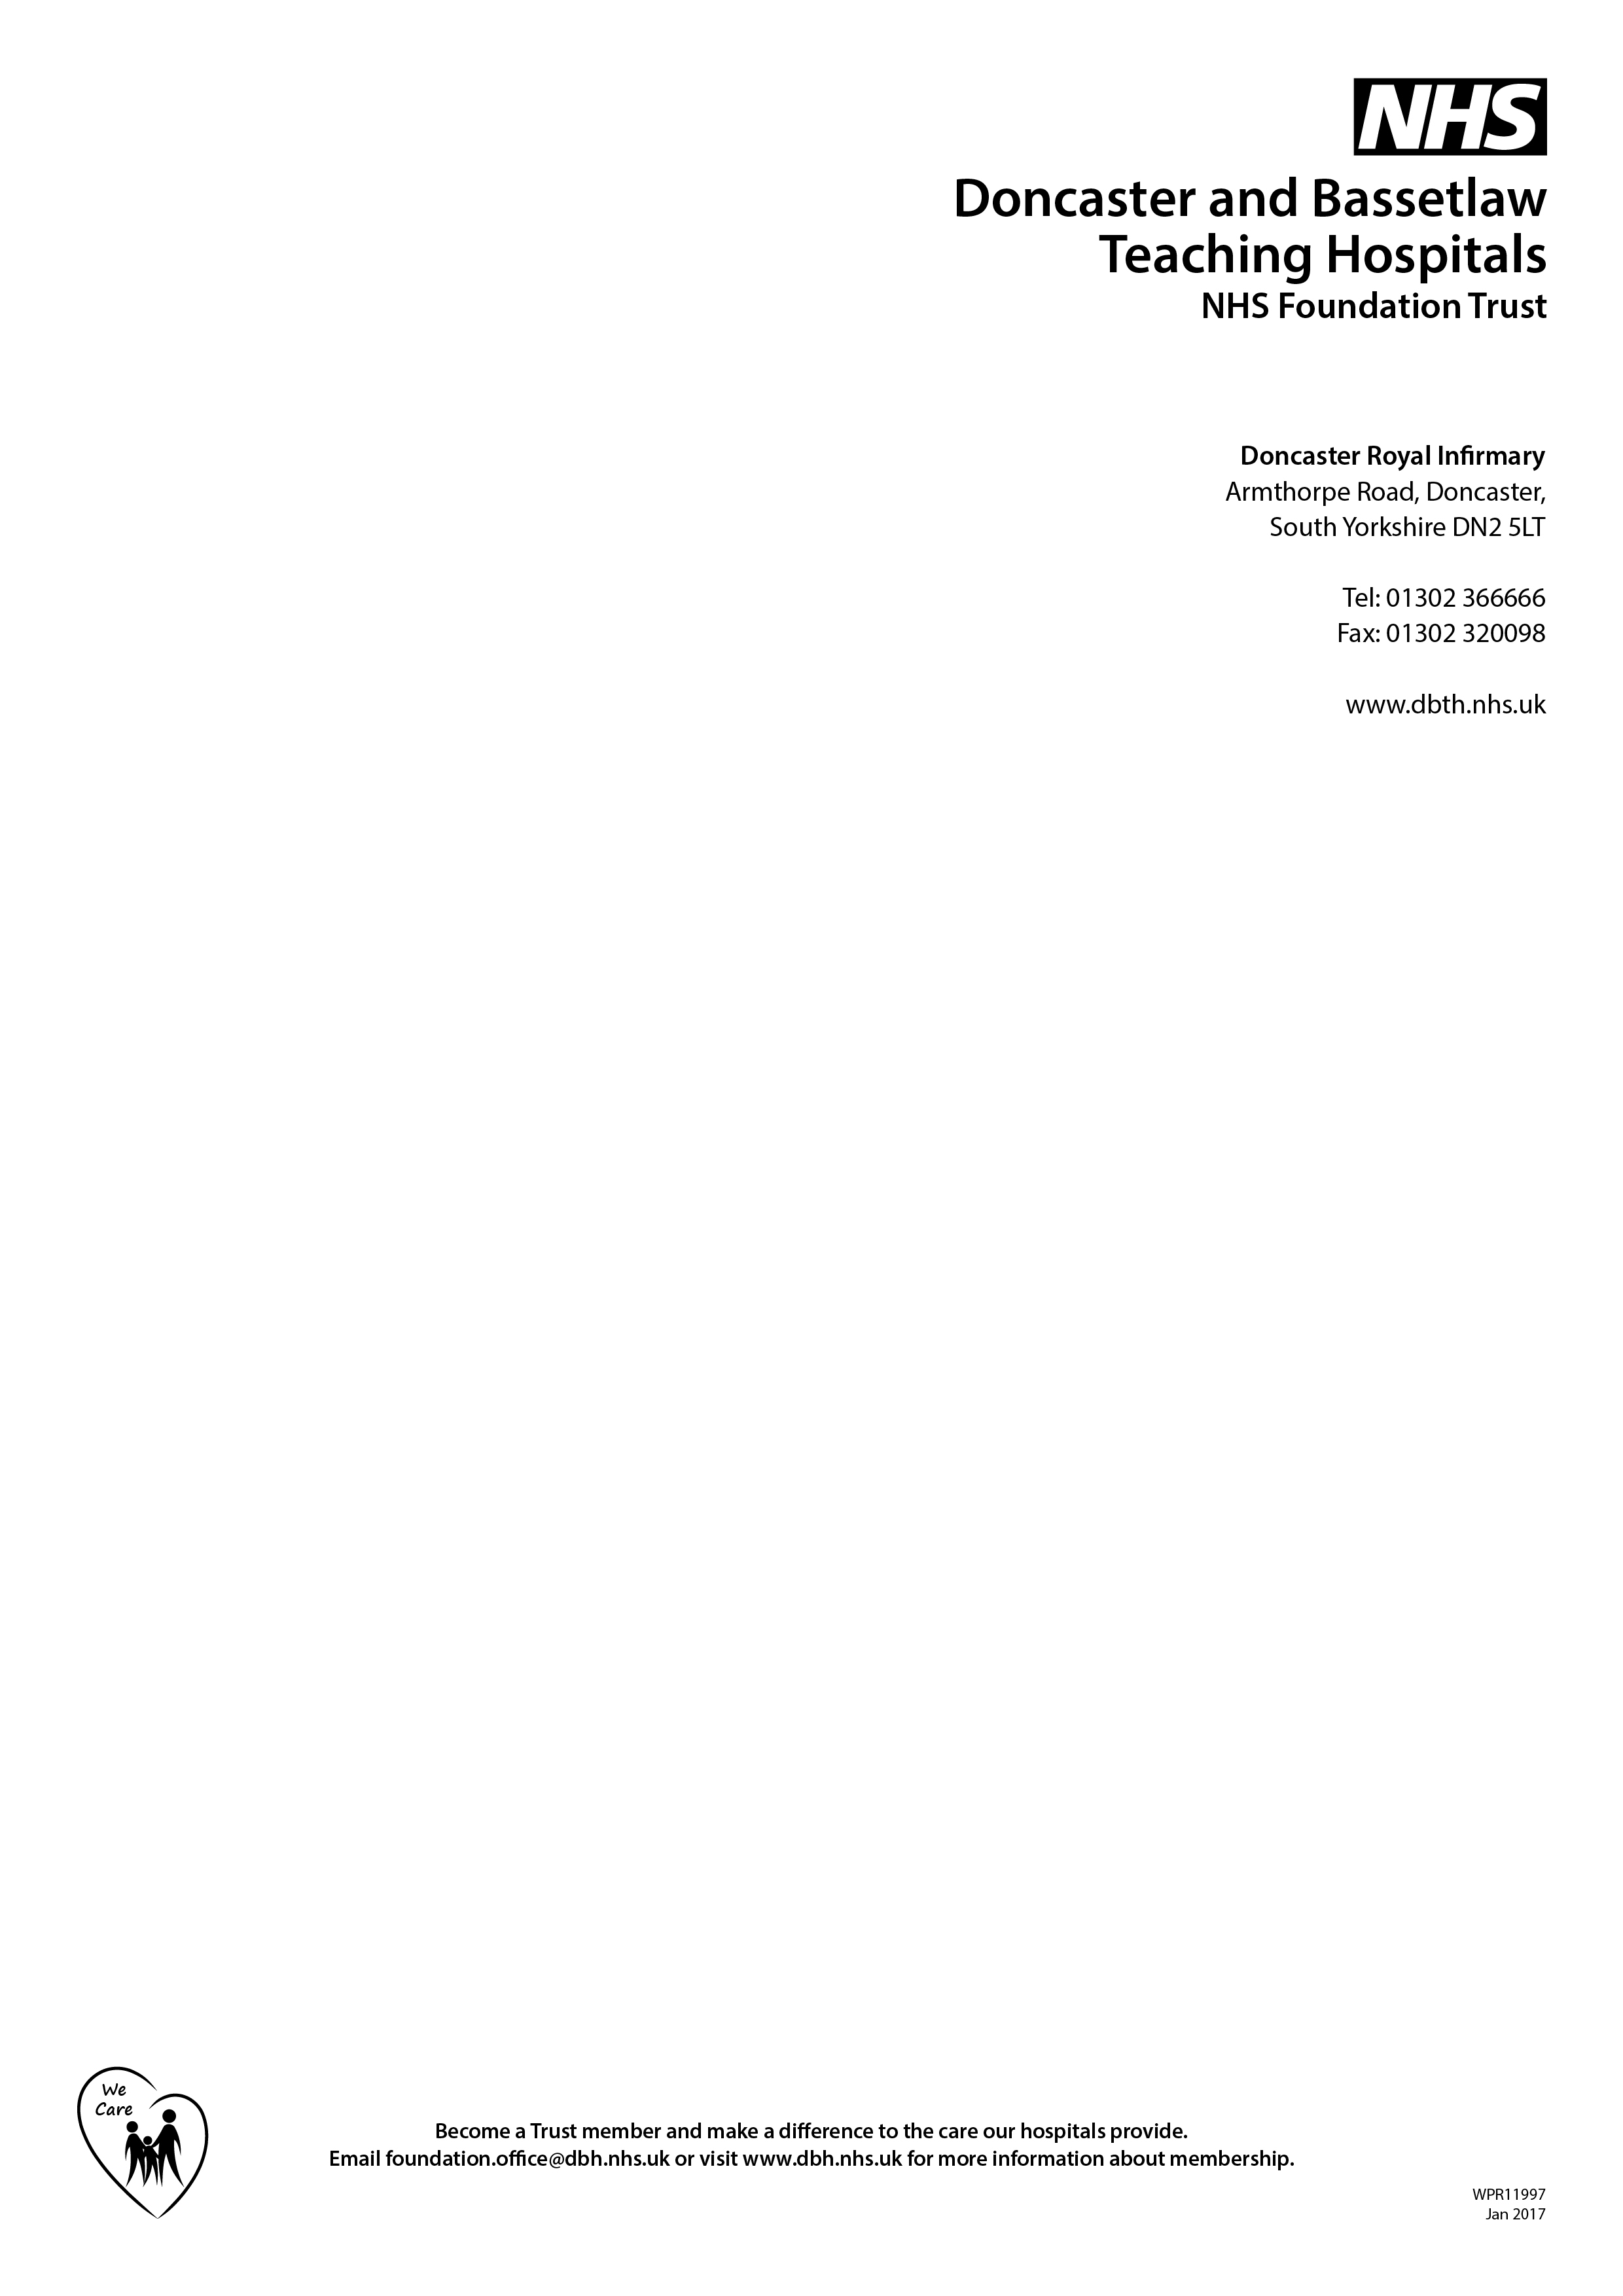 NHS
Doncaster and Bassetlaw
Teaching Hospitals
NHS Foundation Trust
Doncaster Royal Infirmary
Armthorpe Road, Doncaster,
South Yorkshire DN2 5LT
Tel: 01302 366666
Fax: 01302 320098
www.dbth.nhs.uk
We
Care
Become a Trust member and make a difference to the care our hospitals provide.
Email foundation.office@dbh.nhs.uk or visit www.dbh.nhs.uk for more information about membership.
WPR11997
Jan 2017